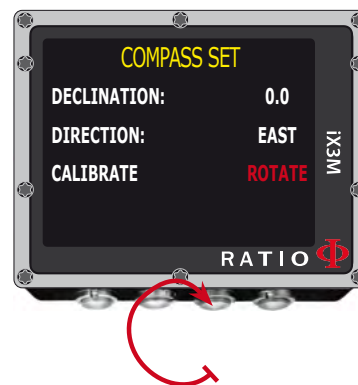 COMPASS SET
DECLINATION: 0.0
DIRECTION: EAST
CALIBRATE ROTATE
iX3M
RATIO